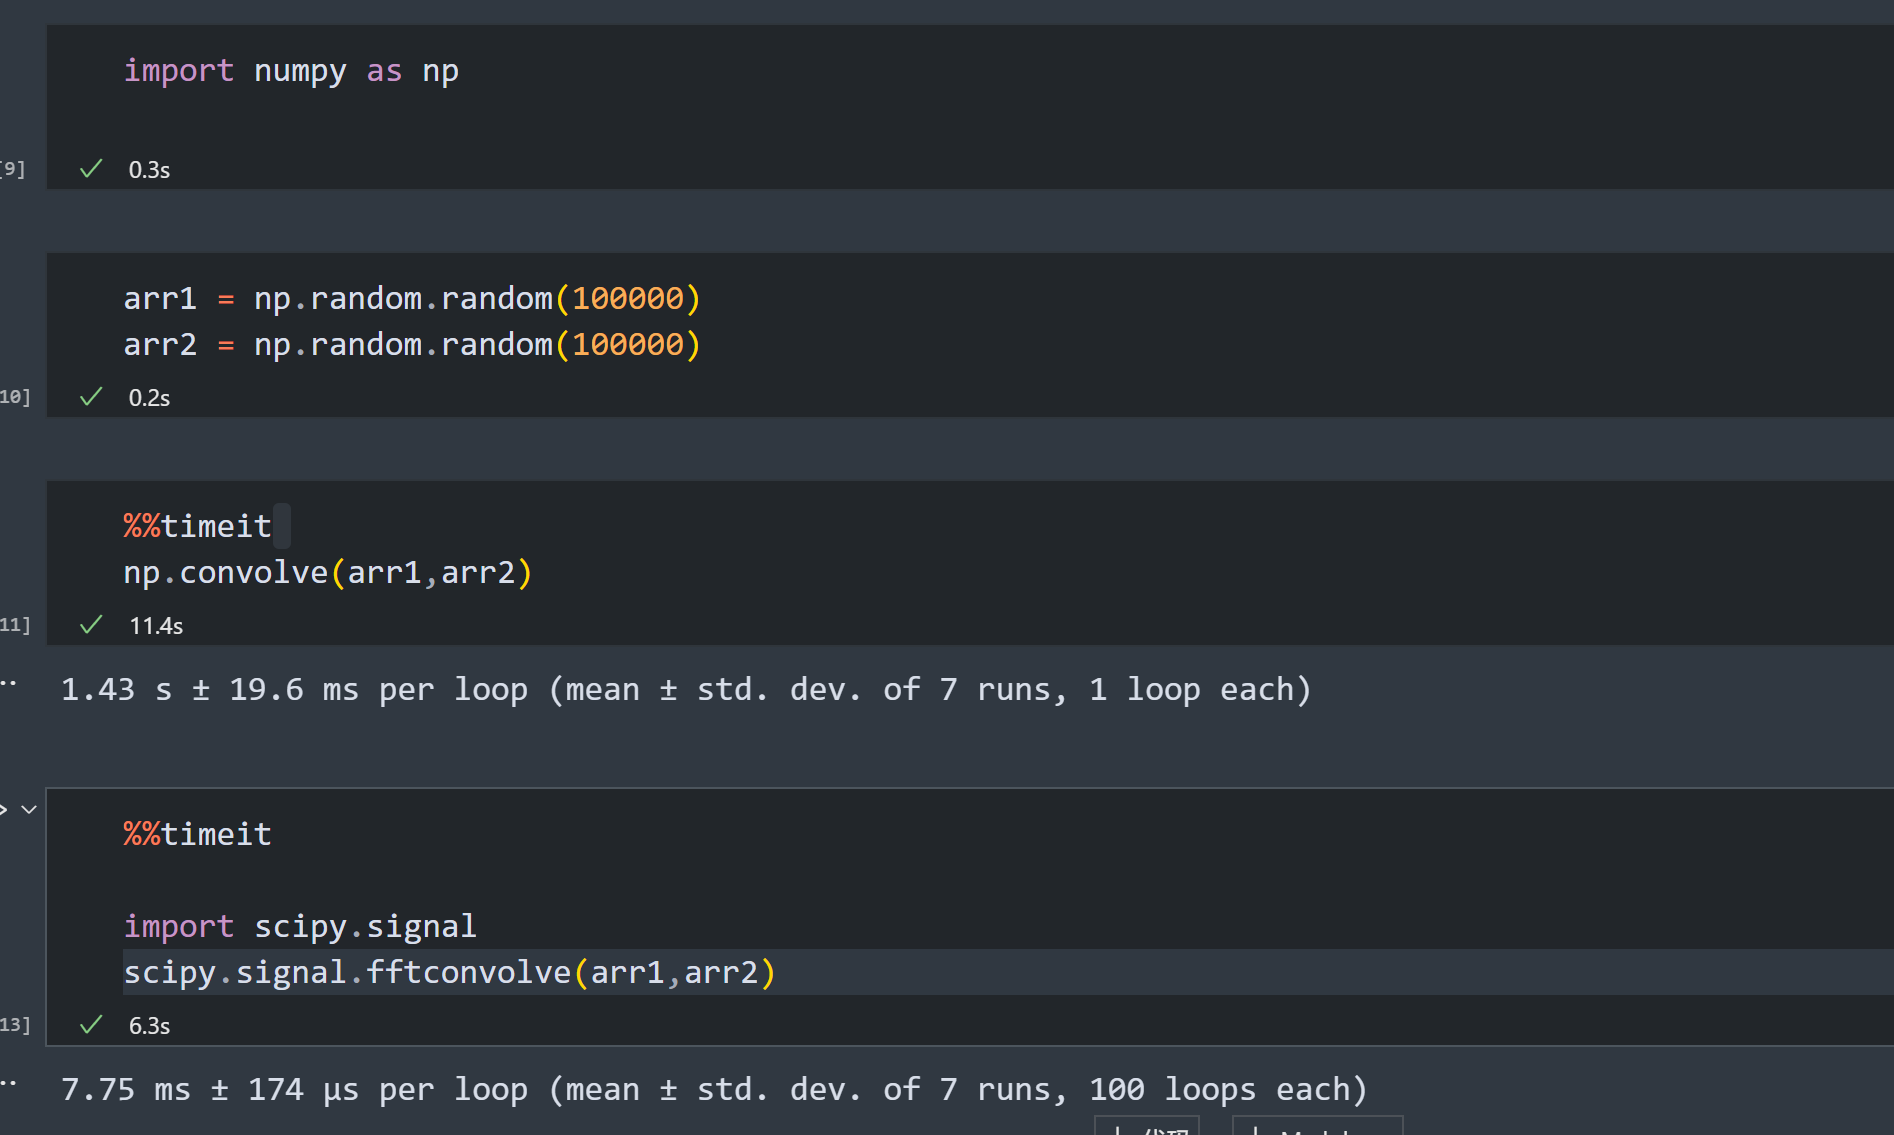 import numpy as np
[9]
0.3s
arr1 = np.random.random(100000)
arr2 = np.random.random(100000)
10]
0.2s
%%timeit
np.convolve(arr1,arr2)
11]
11.4s
1.43 s ± 19.6 ms per loop (mean ± std. dev. of 7 runs, 1 loop each)
%%timeit
import scipy.signal
scipy.signal.fftconvolve(arr1,arr2)
13]
6.3s
7.75 ms ± 174 μs per loop (mean ± std. dev. of 7 runs, 100 loops each)